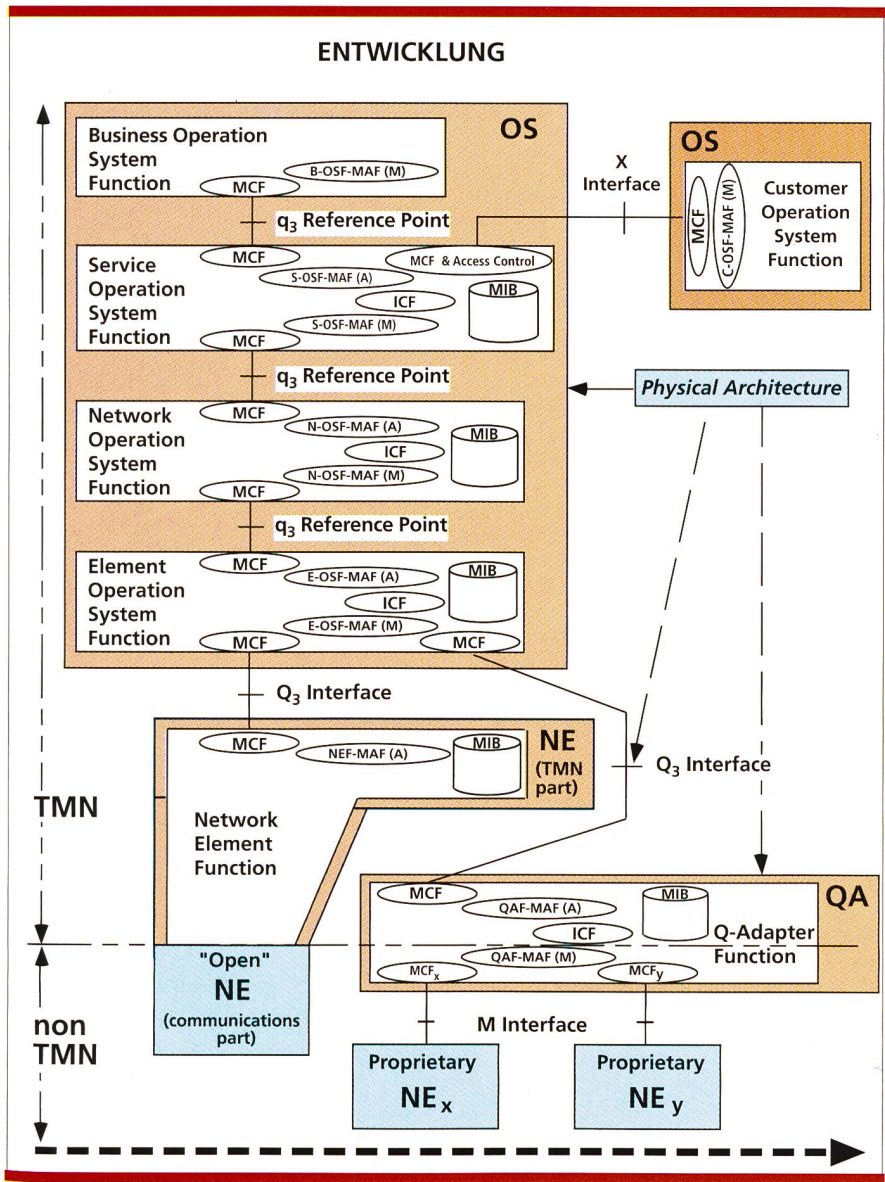 ENTWICKLUNG
OS
Business Operation
System
Function
B-OSF-MAF (M)
MCF
q3 Reference Point
Service
Operation
System
Function
MCF
MCF & Access Control
S-OSF-MAF (A)
ICF
MIB
S-OSF-MAF (M)
MCF
q3 Reference Point
Network
Operation
System
Function
MCF
N-OSF-MAF (A)
ICF
MIB
N-OSF-MAF (M)
MCF
q3 Reference Point
Element
Operation
System
Function
MCF
E-OSF-MAF (A)
ICF
MIB
E-OSF-MAF (M)
MCF
MCF
X
Interface
OS
MCF
C-OSF-MAF (M)
Customer
Operation
System
Function
Physical Architecture
Q3 Interface
MCF
NEF-MAF (A)
MIB
NE
(TMN
part)
Network
Element
Function
Q3 Interface
TMN
MCF
QAF-MAF (A)
MIB
QA
ICF
Q-Adapter
Function
QAF-MAF (M)
MCFx
MCFy
"Open"
NE
(communications
part)
non
TMN
M Interface
Proprietary
NE x
Proprietary
NE y